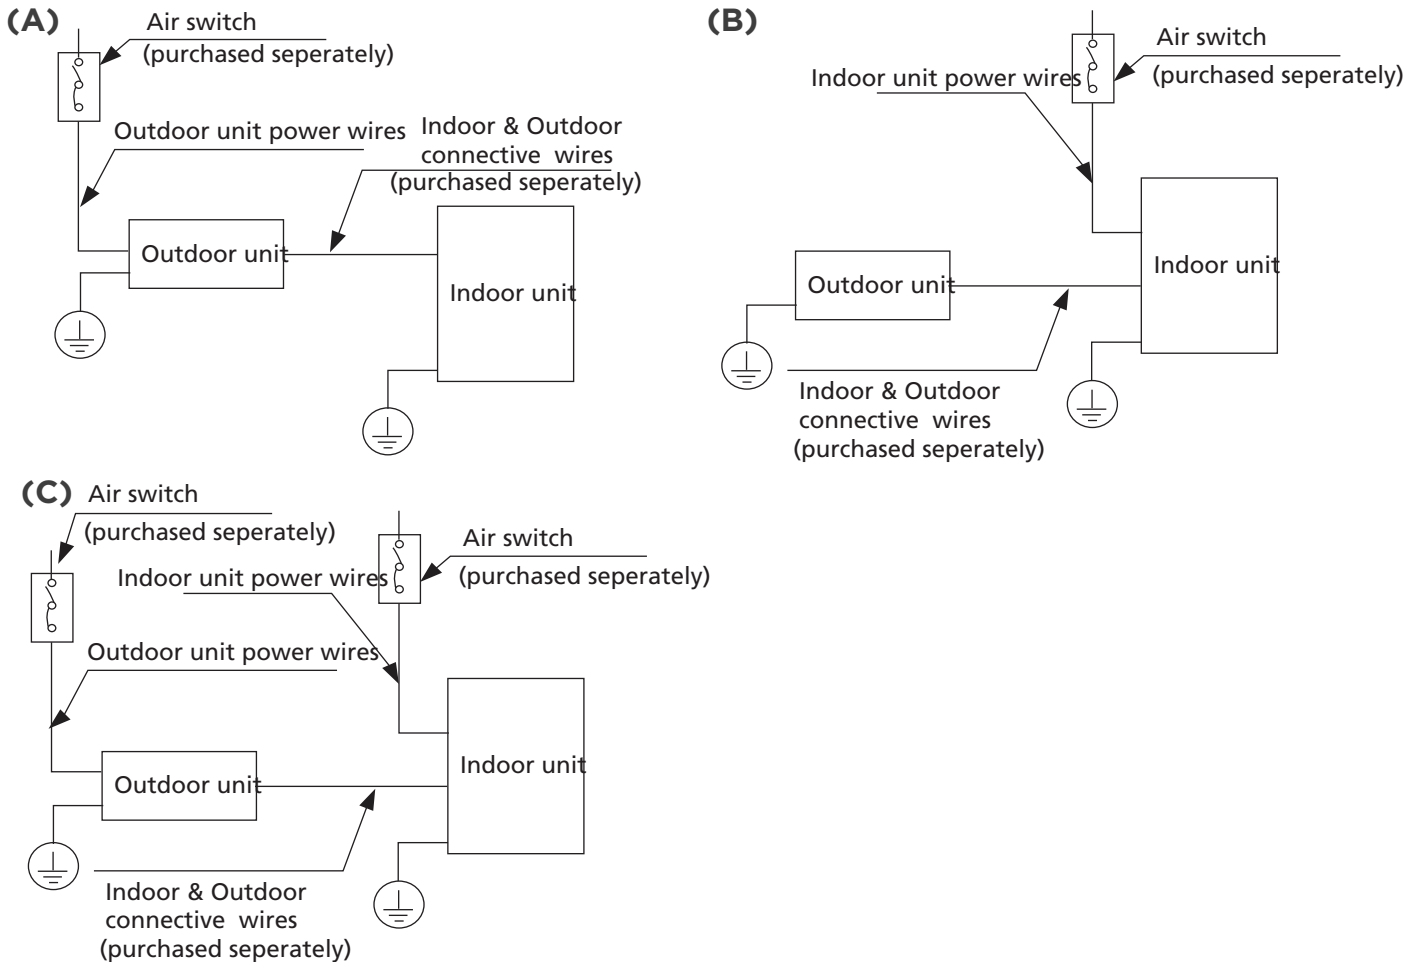 (A)
Air switch
(purchased seperately)
Outdoor unit power wires
Indoor & Outdoor
connective wires
(purchased seperately)
Outdoor unit
Indoor unit
(B)
Air switch
(purchased seperately)
Indoor unit power wires
Indoor unit
Outdoor unit
Indoor & Outdoor
connective wires
(purchased seperately)
(C)
Air switch
(purchased seperately)
Air switch
(purchased seperately)
Indoor unit power wires
Outdoor unit power wires
Indoor unit
Outdoor unit
Indoor & Outdoor
connective wires
(purchased seperately)